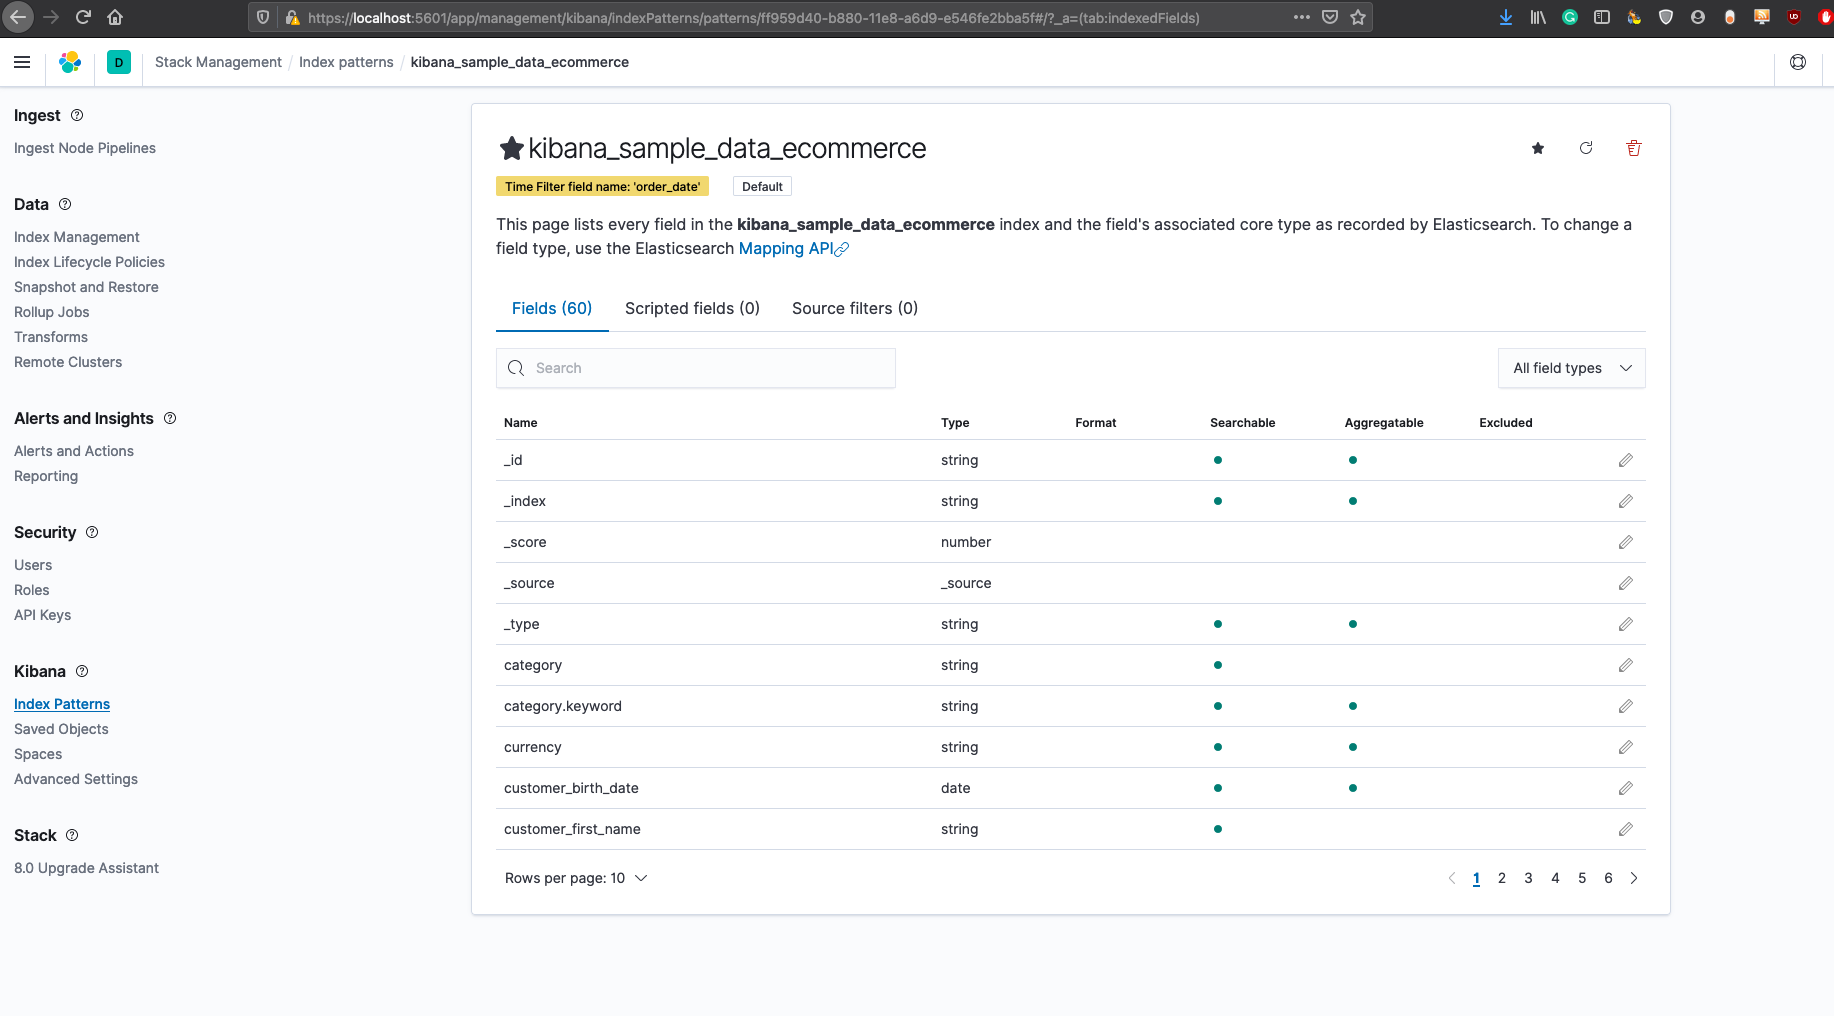 https://localhost:5601/app/management/kibana/indexPatterns/patterns/ff959d40-b880-11e8-a6d9-e546fe2bba5f#/?_a=(tab:indexedFields)
D Stack Management / Index patterns / kibana_sample_data_ecommerce
Ingest
Ingest Node Pipelines
Data
Index Management
Index Lifecycle Policies
Snapshot and Restore
Rollup Jobs
Transforms
Remote Clusters
Alerts and Insights
Alerts and Actions
Reporting
Security
Users
Roles
API Keys
Kibana
Index Patterns
Saved Objects
Spaces
Advanced Settings
Stack
8.0 Upgrade Assistant
kibana_sample_data_ecommerce
Time Filter field name: 'order_date' Default
This page lists every field in the kibana_sample_data_ecommerce index and the field's associated core type as recorded by Elasticsearch. To change a
field type, use the Elasticsearch Mapping API
Fields (60) Scripted fields (0) Source filters (0)
Search All field types
Name Type Format Searchable Aggregatable Excluded
_id string
_index string
_score number
_source _source
_type string
category string
category.keyword string
currency string
customer_birth_date date
customer_first_name string
Rows per page: 10 1 2 3 4 5 6